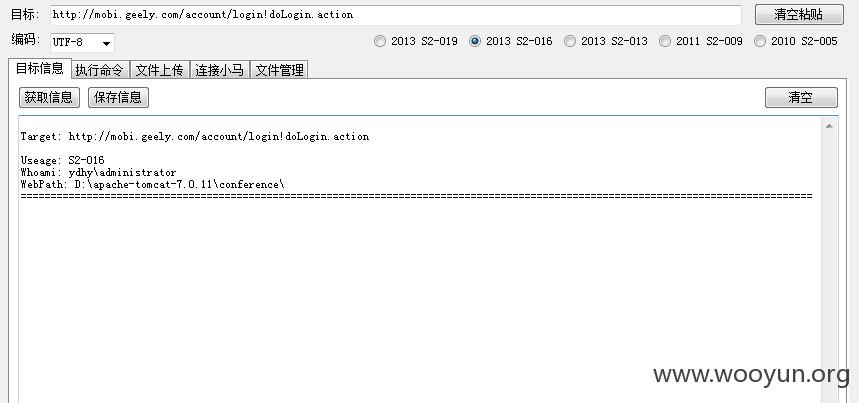 目标: http://mobi.geely.com/account/login!doLogin.action 清空粘贴
编码: UTF-8 2013 S2-019 2013 S2-016 2013 S2-013 2011 S2-009 2010 S2-005
目标信息 执行命令 文件上传 连接小马 文件管理
获取信息 保存信息 清空
Target: http://mobi.geely.com/account/login!doLogin.action
Useage: S2-016
Whoami: ydhy\administrator
WebPath: D:\apache-tomcat-7.0.11\conference\
====================================================================================================================================
www.wooyun.org